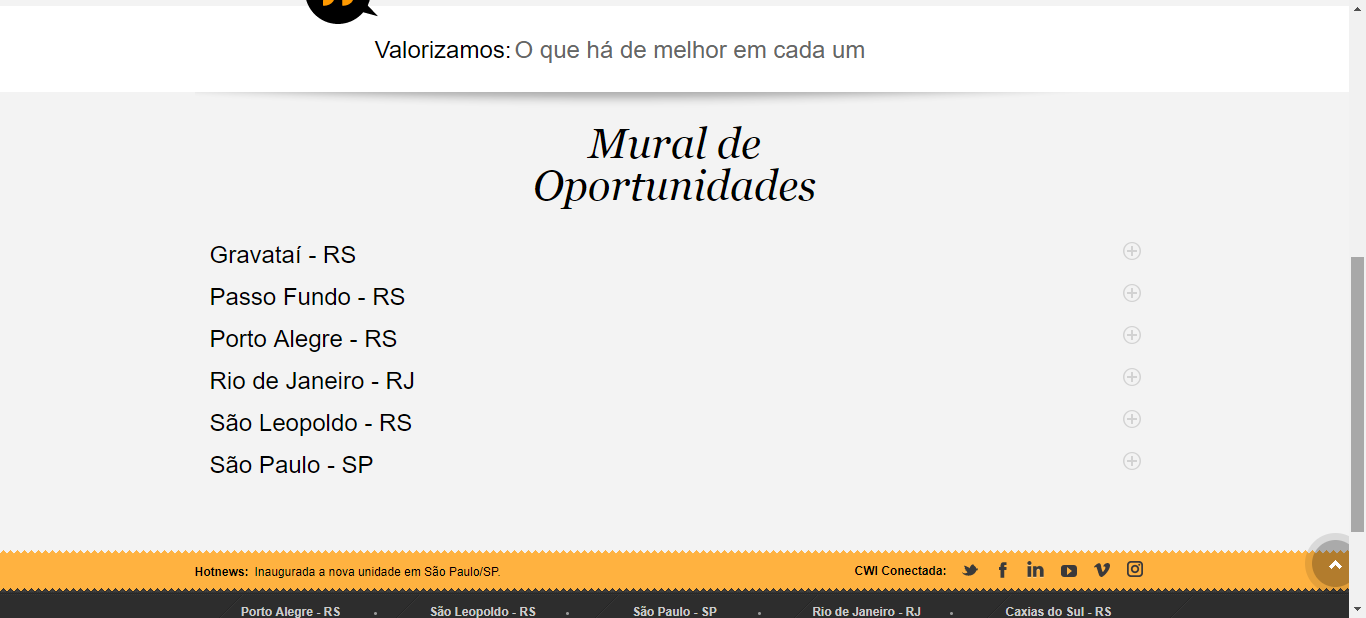 Valorizamos: O que há de melhor em cada um
Mural de
Oportunidades
Gravataí - RS
Passo Fundo - RS
Porto Alegre - RS
Rio de Janeiro - RJ
São Leopoldo - RS
São Paulo - SP
Hotnews: Inaugurada a nova unidade em São Paulo/SP. CWI Conectada:
Porto Alegre - RS • São Leopoldo - RS • São Paulo - SP • Rio de Janeiro - RJ • Caxias do Sul - RS